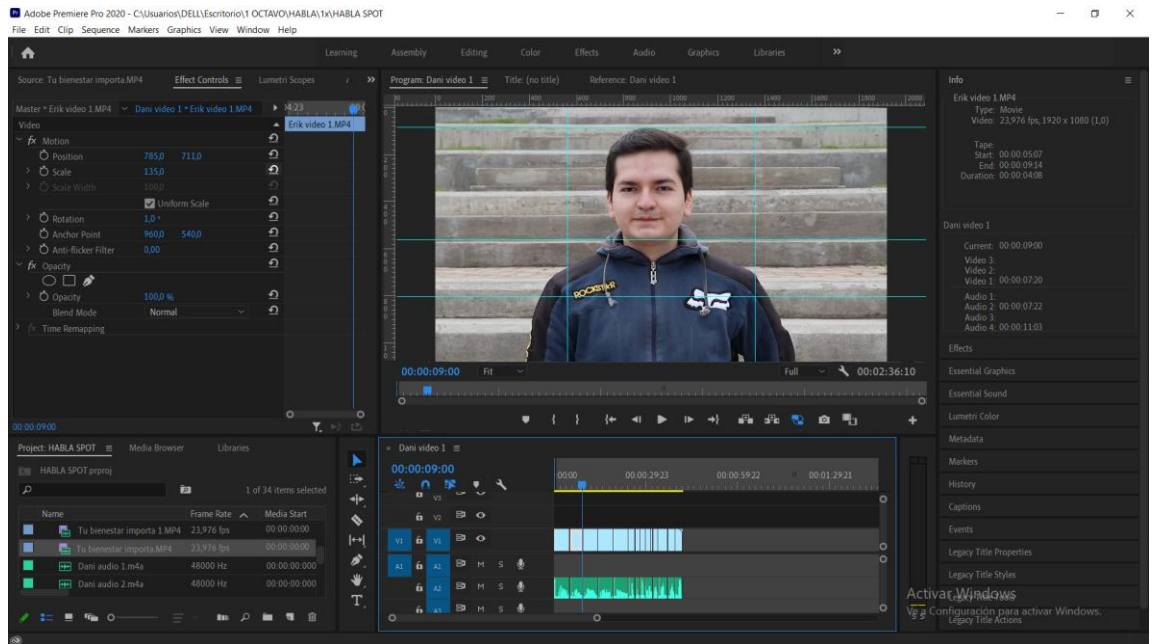 Adobe Premiere Pro 2020 - C:\Usuarios\DELL\Escritorio\1 OCTAVO\HABLA\1x\HABLA SPOT
File Edit Clip Sequence Markers Graphics View Window Help
Learning Assembly Editing Color Effects Audio Graphics Libraries
Source: Tu bienestar importa.MP4 Effect Controls Lumetri Scopes
Program: Dani video 1 Title: (no title) Reference: Dani video 1
Info
Master * Erik video 1.MP4 Dani video 1 * Erik video 1.MP4
Video Erik video 1.MP4
fx Motion
Position 785,0 711,0
Scale 135,0
Scale Width 100,0
Uniform Scale
Rotation 1,0 °
Anchor Point 960,0 540,0
Anti-flicker Filter 0,00
fx Opacity
Opacity 100,0 %
Blend Mode Normal
fx Time Remapping
00:00:09:00
ROCKSTAR
FOX
00:00:09:00 Fit Full 00:02:36:10
Erik video 1.MP4
Type: Movie
Video: 23,976 fps, 1920 x 1080 (1,0)
Tape:
Start: 00:00:05:07
End: 00:00:09:14
Duration: 00:00:04:08
Dani video 1
Current: 00:00:09:00
Video 3:
Video 2:
Video 1: 00:00:07:20
Audio 1:
Audio 2: 00:00:07:22
Audio 3:
Audio 4: 00:00:11:03
Effects
Essential Graphics
Essential Sound
Lumetri Color
Metadata
Markers
History
Captions
Events
Legacy Title Properties
Legacy Title Styles
Legacy Title Actions
Project: HABLA SPOT Media Browser Libraries
HABLA SPOT.prproj
1 of 34 items selected
Name Frame Rate Media Start
Tu bienestar importa 1.MP4 23,976 fps 00:00:00:00
Tu bienestar importa.MP4 23,976 fps 00:00:00:00
Dani audio 1.m4a 48000 Hz 00:00:00:000
Dani audio 2.m4a 48000 Hz 00:00:00:000
Dani video 1
00:00:09:00
00:00 00:00:29:23 00:00:59:22 00:01:29:21
V3
V2
V1 V1
A1 A1 M S
A2 M S
A3 M S
S S
Activar Windows
Ve a Configuración para activar Windows.